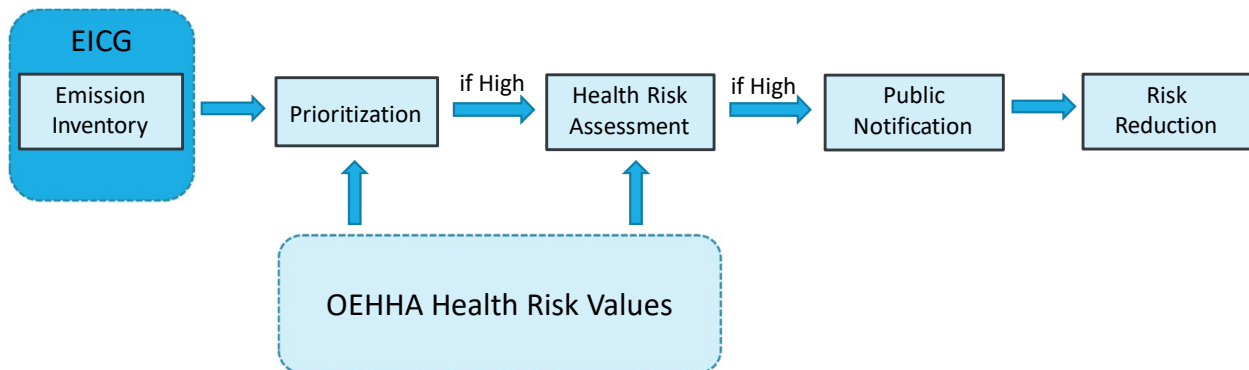 EICG
Emission
Inventory
Prioritization
if High
Health Risk
Assessment
if High
Public
Notification
Risk
Reduction
OEHHA Health Risk Values